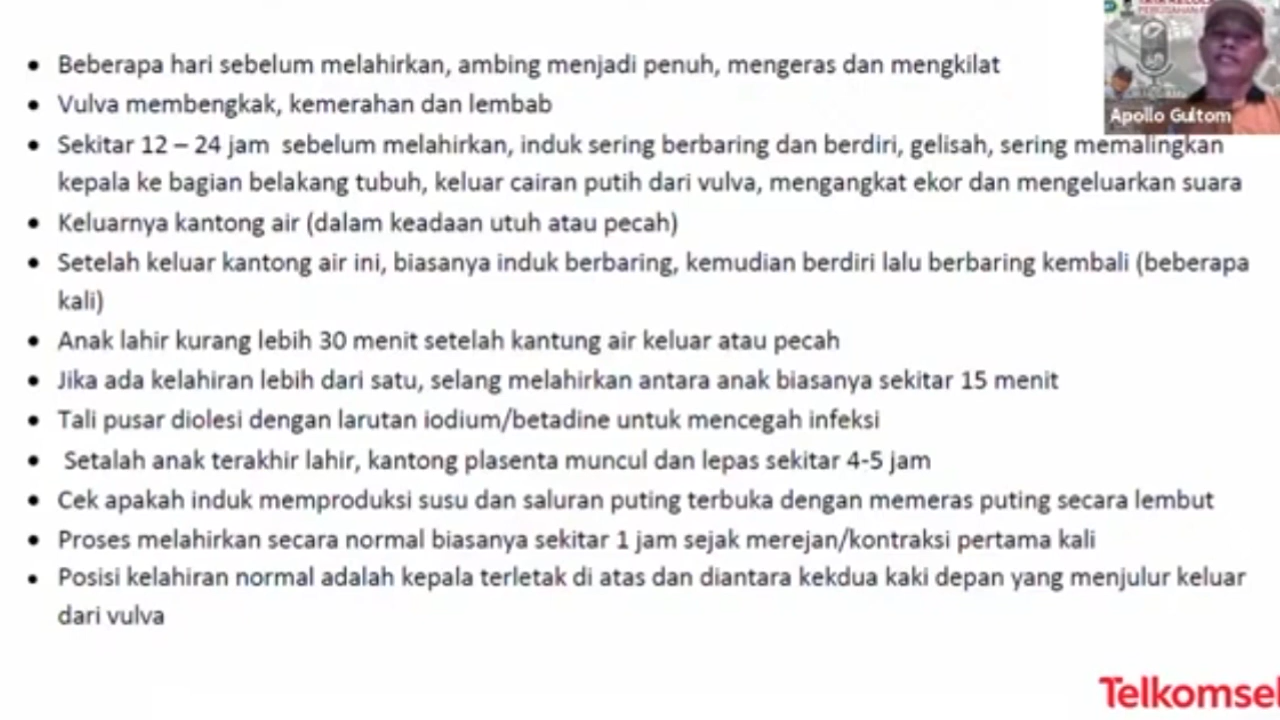 Beberapa hari sebelum melahirkan, ambing menjadi penuh, mengeras dan mengkilat
Vulva membengkak, kemerahan dan lembab
Sekitar 12 – 24 jam sebelum melahirkan, induk sering berbaring dan berdiri, gelisah, sering memalingkan
kepala ke bagian belakang tubuh, keluar cairan putih dari vulva, mengangkat ekor dan mengeluarkan suara
Keluarnya kantong air (dalam keadaan utuh atau pecah)
Setelah keluar kantong air ini, biasanya induk berbaring, kemudian berdiri lalu berbaring kembali (beberapa
kali)
Anak lahir kurang lebih 30 menit setelah kantung air keluar atau pecah
Jika ada kelahiran lebih dari satu, selang melahirkan antara anak biasanya sekitar 15 menit
Tali pusar diolesi dengan larutan iodium/betadine untuk mencegah infeksi
Setalah anak terakhir lahir, kantong plasenta muncul dan lepas sekitar 4-5 jam
Cek apakah induk memproduksi susu dan saluran puting terbuka dengan memeras puting secara lembut
Proses melahirkan secara normal biasanya sekitar 1 jam sejak merejan/kontraksi pertama kali
Posisi kelahiran normal adalah kepala terletak di atas dan diantara kekdua kaki depan yang menjulur keluar
dari vulva
Apollo Gultom
Telkomsel